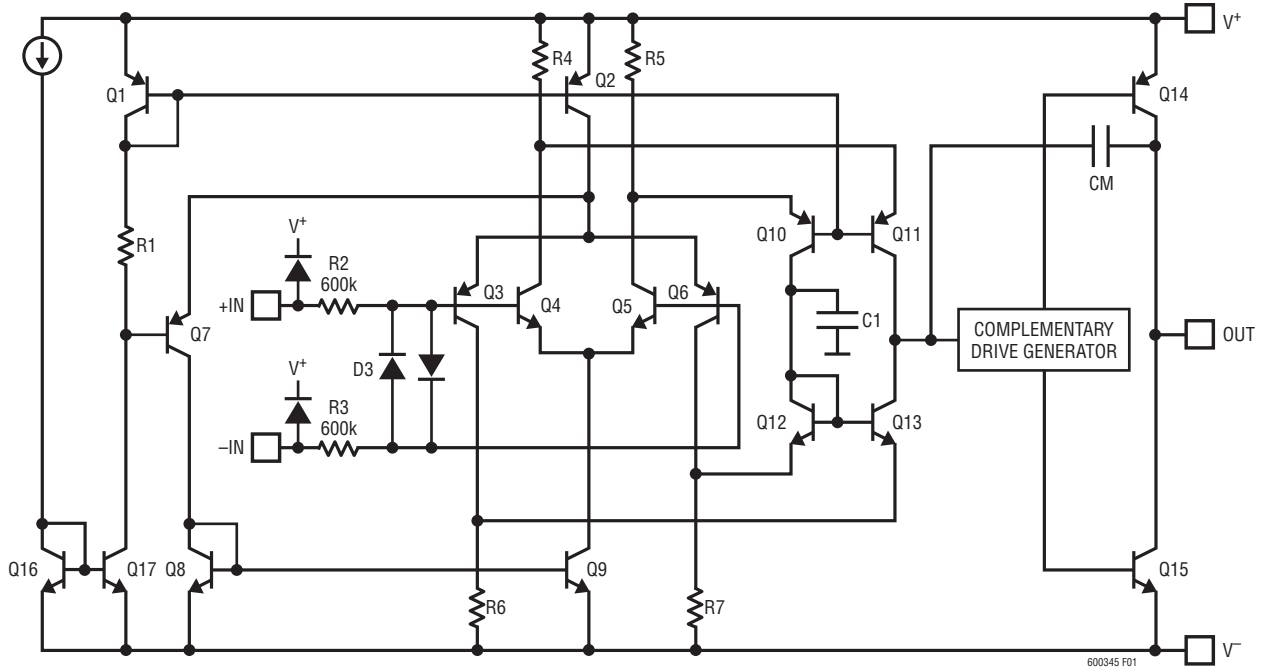 V+
R4
R5
Q1
Q2
Q14
CM
R1
V+
Q10
Q11
R2
600k
+IN
Q3
Q4
Q5
Q6
C1
COMPLEMENTARY
DRIVE GENERATOR
OUT
Q7
V+
D3
R3
600k
–IN
Q12
Q13
Q16
Q17
Q8
Q9
Q15
R6
R7
V–
600345 F01